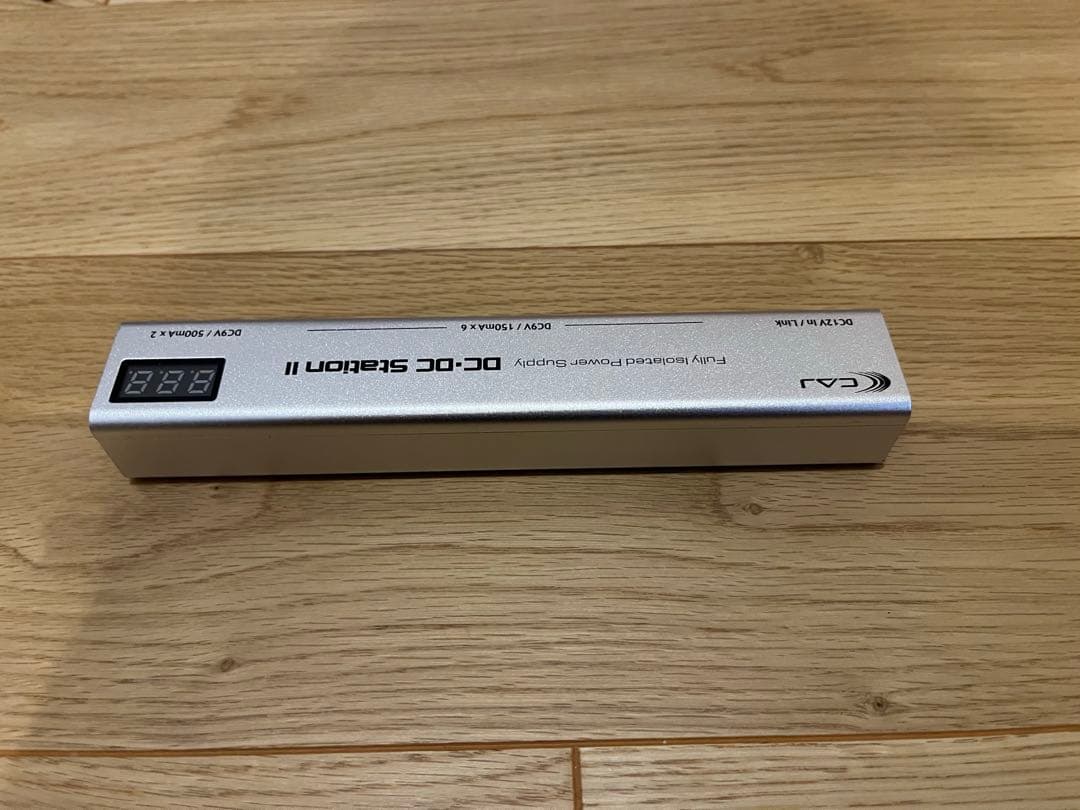 CAJ
Fully Isolated Power Supply DC-DC Station II
DC12V In / Link DC9V / 150mA x 6 DC9V / 500mA x 2